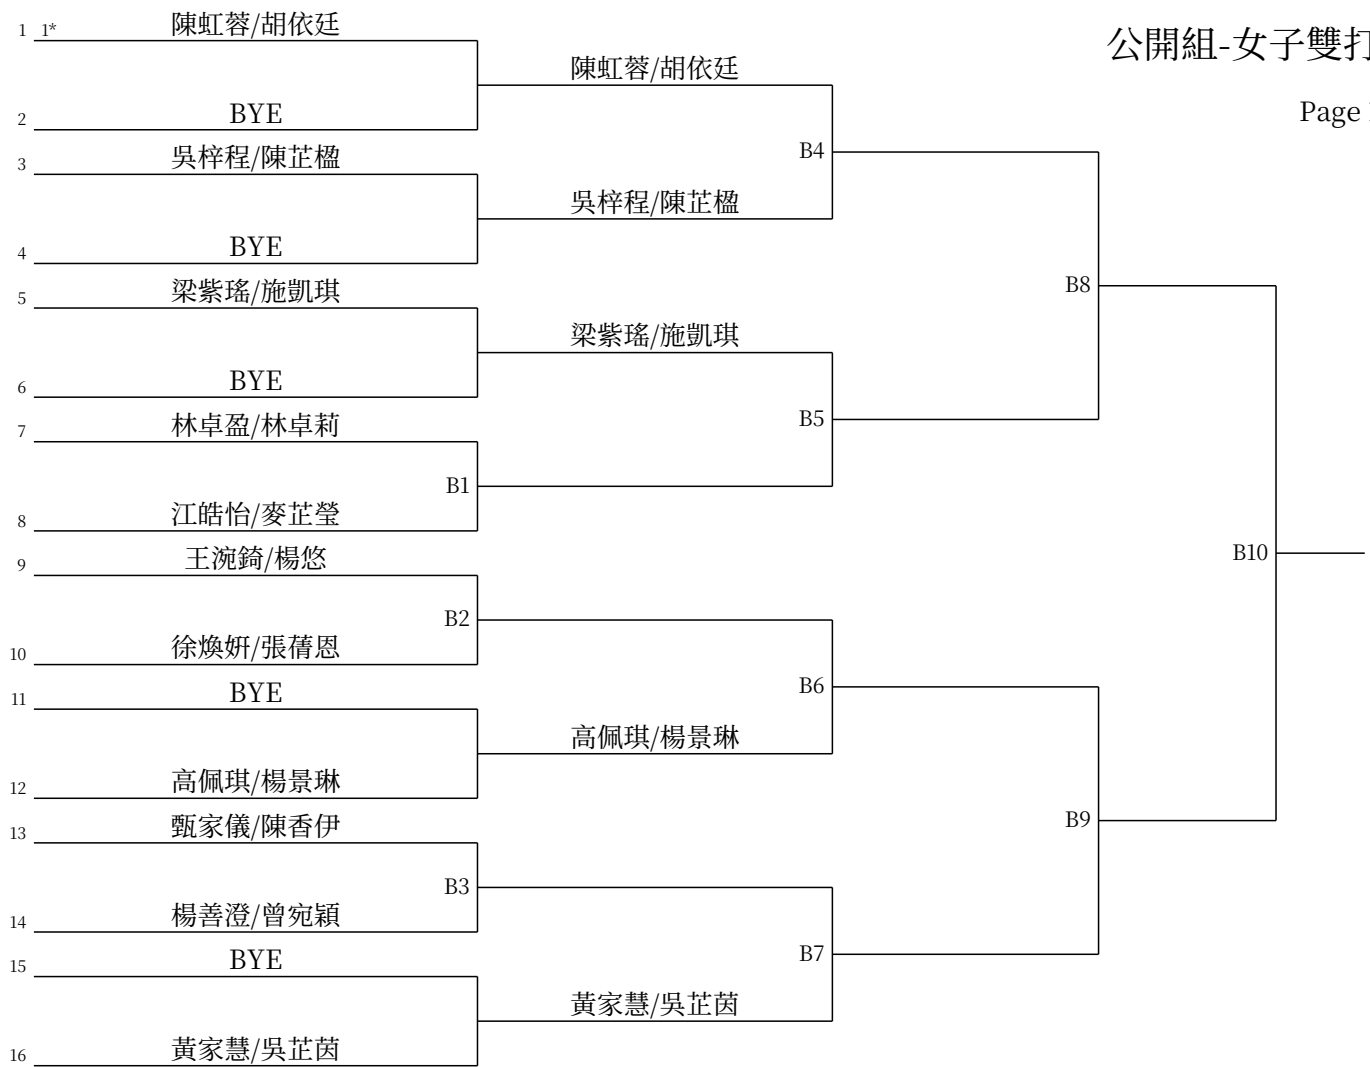 公開組-女子雙打
Page
1 1* 陳虹蓉/胡依廷
陳虹蓉/胡依廷
2 BYE
B4
3 吳梓程/陳芷楹
吳梓程/陳芷楹
4 BYE
B8
5 梁紫瑤/施凱琪
梁紫瑤/施凱琪
6 BYE
B5
7 林卓盈/林卓莉
B1
8 江皓怡/麥芷瑩
B10
9 王涴錡/楊悠
B2
10 徐煥妍/張蒨恩
B6
11 BYE
高佩琪/楊景琳
12 高佩琪/楊景琳
B9
13 甄家儀/陳香伊
B3
14 楊善澄/曾宛穎
B7
15 BYE
黃家慧/吳芷茵
16 黃家慧/吳芷茵